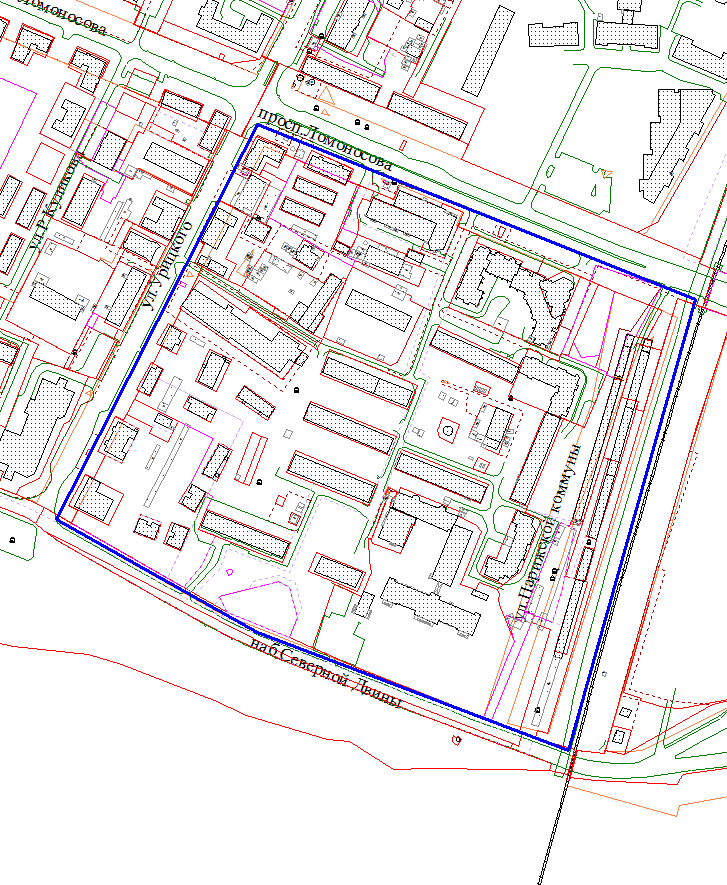 Ломоносова
просп.Ломоносова
ул.Р.Куликова
ул.Урицкого
ул.Парижской коммуны
наб.Северной Двины